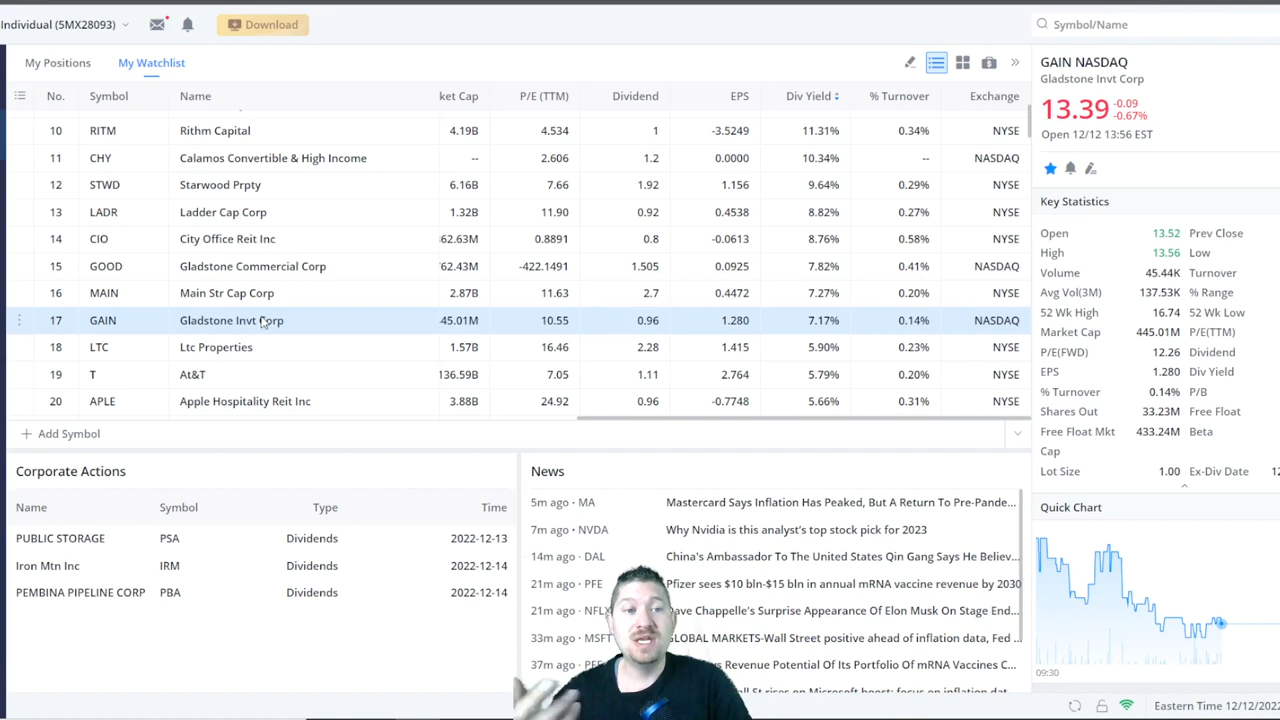 Individual (5MX28093) Download Symbol/Name
My Positions My Watchlist
No. Symbol Name ket Cap P/E (TTM) Dividend EPS Div Yield % Turnover Exchange
10 RITM Rithm Capital 4.19B 4.534 1 -3.5249 11.31% 0.34% NYSE
11 CHY Calamos Convertible & High Income -- 2.606 1.2 0.0000 10.34% -- NASDAQ
12 STWD Starwood Prpty 6.16B 7.66 1.92 1.156 9.64% 0.29% NYSE
13 LADR Ladder Cap Corp 1.32B 11.90 0.92 0.4538 8.82% 0.27% NYSE
14 CIO City Office Reit Inc 62.63M 0.8891 0.8 -0.0613 8.76% 0.58% NYSE
15 GOOD Gladstone Commercial Corp 62.43M -422.1491 1.505 0.0925 7.82% 0.41% NASDAQ
16 MAIN Main Str Cap Corp 2.87B 11.63 2.7 0.4472 7.27% 0.20% NYSE
17 GAIN Gladstone Invt Corp 45.01M 10.55 0.96 1.280 7.17% 0.14% NASDAQ
18 LTC Ltc Properties 1.57B 16.46 2.28 1.415 5.90% 0.23% NYSE
19 T At&T 136.59B 7.05 1.11 2.764 5.79% 0.20% NYSE
20 APLE Apple Hospitality Reit Inc 3.88B 24.92 0.96 -0.7748 5.66% 0.31% NYSE
Add Symbol
Corporate Actions
Name Symbol Type Time
PUBLIC STORAGE PSA Dividends 2022-12-13
Iron Mtn Inc IRM Dividends 2022-12-14
PEMBINA PIPELINE CORP PBA Dividends 2022-12-14
News
5m ago • MA Mastercard Says Inflation Has Peaked, But A Return To Pre-Pande...
7m ago • NVDA Why Nvidia is this analyst's top stock pick for 2023
14m ago • DAL China's Ambassador To The United States Qin Gang Says He Believ...
21m ago • PFE Pfizer sees $10 bln-$15 bln in annual mRNA vaccine revenue by 2030
21m ago • NFLX ave Chappelle's Surprise Appearance Of Elon Musk On Stage End...
33m ago • MSFT GLOBAL MARKETS-Wall Street positive ahead of inflation data, Fed ...
37m ago • Revenue Potential Of Its Portfolio Of mRNA Vaccines C...
GAIN NASDAQ
Gladstone Invt Corp
13.39 -0.09
-0.67%
Open 12/12 13:56 EST
Key Statistics
Open 13.52 Prev Close
High 13.56 Low
Volume 45.44K Turnover
Avg Vol(3M) 137.53K % Range
52 Wk High 16.74 52 Wk Low
Market Cap 445.01M P/E(TTM)
P/E(FWD) 12.26 Dividend
EPS 1.280 Div Yield
% Turnover 0.14% P/B
Shares Out 33.23M Free Float
Free Float Mkt 433.24M Beta
Cap
Lot Size 1.00 Ex-Div Date 12
Quick Chart
09:30
Eastern Time 12/12/2022